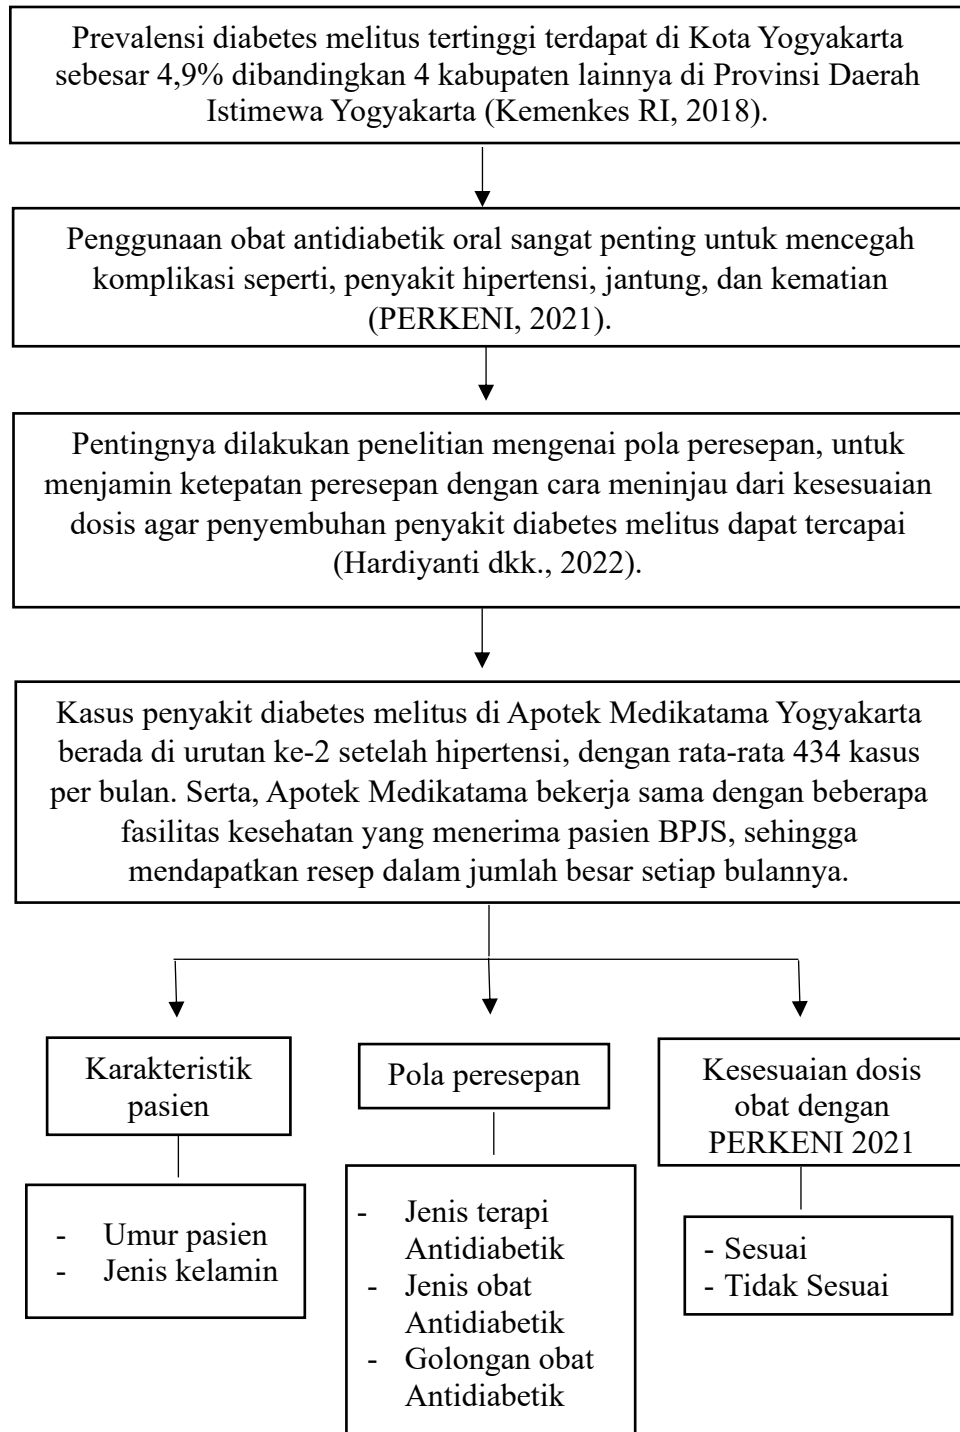 Prevalensi diabetes melitus tertinggi terdapat di Kota Yogyakarta
sebesar 4,9% dibandingkan 4 kabupaten lainnya di Provinsi Daerah
Istimewa Yogyakarta (Kemenkes RI, 2018).
Penggunaan obat antidiabetik oral sangat penting untuk mencegah
komplikasi seperti, penyakit hipertensi, jantung, dan kematian
(PERKENI, 2021).
Pentingnya dilakukan penelitian mengenai pola peresepan, untuk
menjamin ketepatan peresepan dengan cara meninjau dari kesesuaian
dosis agar penyembuhan penyakit diabetes melitus dapat tercapai
(Hardiyanti dkk., 2022).
Kasus penyakit diabetes melitus di Apotek Medikatama Yogyakarta
berada di urutan ke-2 setelah hipertensi, dengan rata-rata 434 kasus
per bulan. Serta, Apotek Medikatama bekerja sama dengan beberapa
fasilitas kesehatan yang menerima pasien BPJS, sehingga
mendapatkan resep dalam jumlah besar setiap bulannya.
Karakteristik
pasien
- Umur pasien
- Jenis kelamin
Pola peresepan
- Jenis terapi
Antidiabetik
- Jenis obat
Antidiabetik
- Golongan obat
Antidiabetik
Kesesuaian dosis
obat dengan
PERKENI 2021
- Sesuai
- Tidak Sesuai